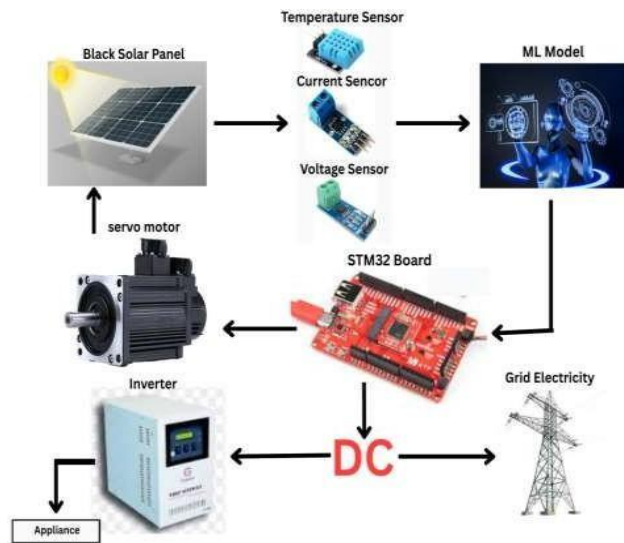 Temperature Sensor
Black Solar Panel
ML Model
Current Sencor
Voltage Sensor
servo motor
STM32 Board
Inverter
Grid Electricity
DC
Appliance